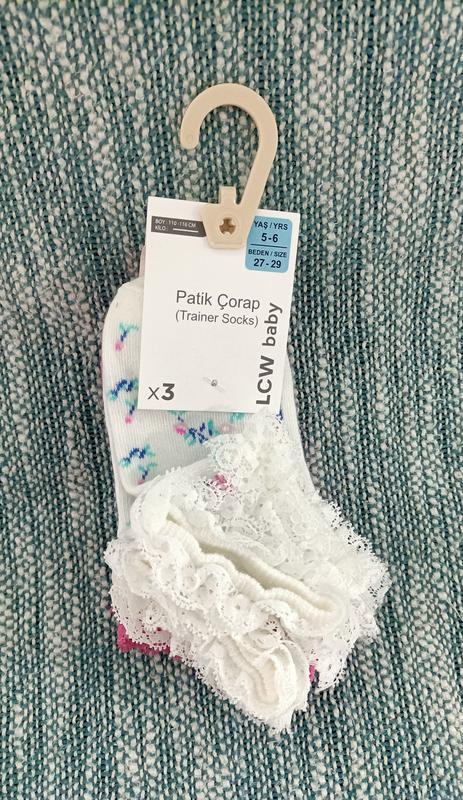 BOY : 110 -116 CM
KİLO :
YAŞ / YRS
5-6
BEDEN / SIZE
27-29
Patik Çorap
(Trainer Socks)
LCW baby
x3